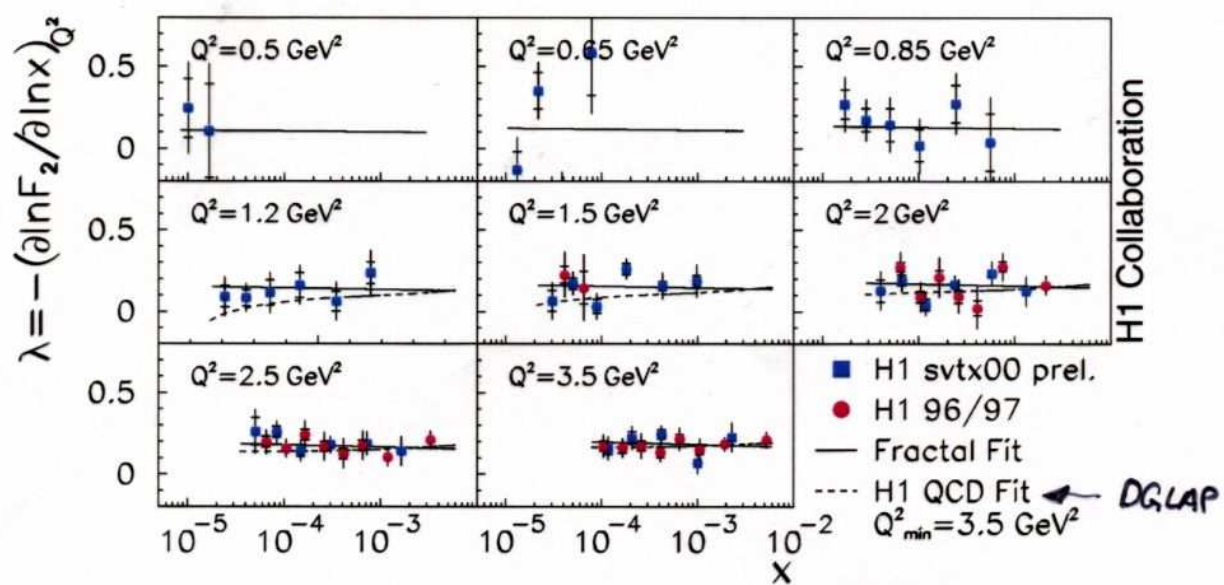 λ=−(∂lnF₂/∂lnx)_Q²
Q²=0.5 GeV²
Q²=0.65 GeV²
Q²=0.85 GeV²
0.5
0
Q²=1.2 GeV²
Q²=1.5 GeV²
Q²=2 GeV²
0.5
0
Q²=2.5 GeV²
Q²=3.5 GeV²
0.5
0
H1 Collaboration
H1 svtx00 prel.
H1 96/97
Fractal Fit
H1 QCD Fit
DGLAP
Q²min=3.5 GeV²
10⁻⁵ 10⁻⁴ 10⁻³ 10⁻⁴ 10⁻³ 10⁻²
x